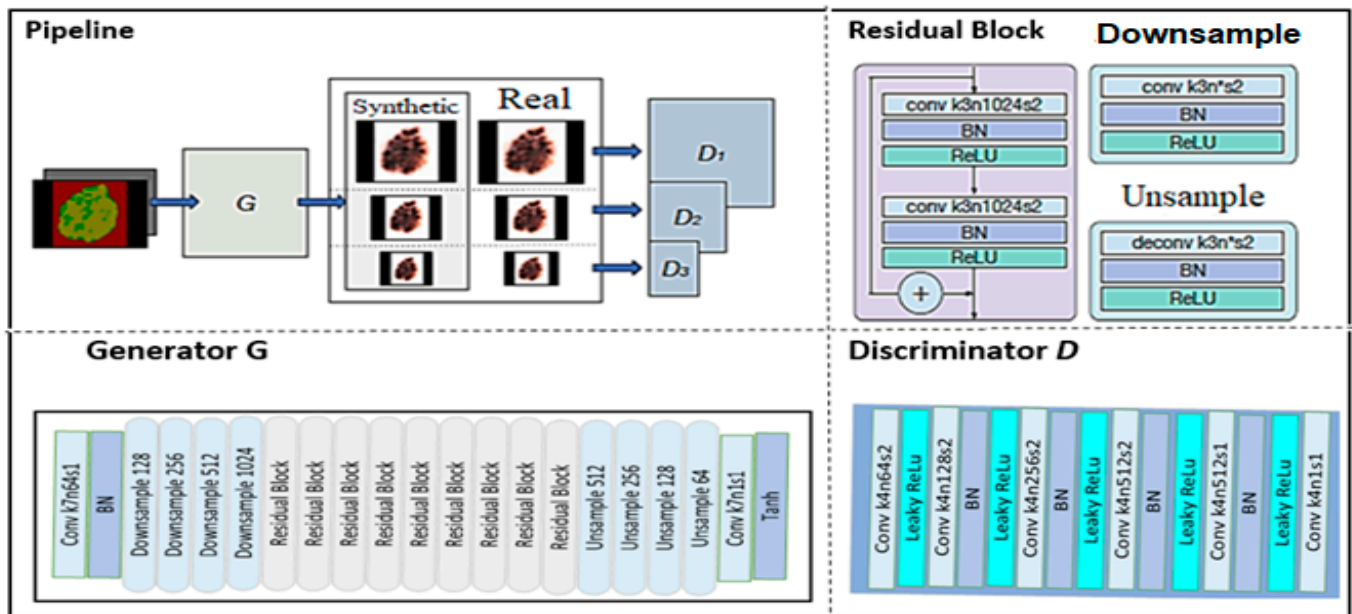 Pipeline
Synthetic
Real
G
D1
D2
D3
Residual Block
conv k3n1024s2
BN
ReLU
conv k3n1024s2
BN
ReLU
+
Downsample
conv k3n*s2
BN
ReLU
Unsample
deconv k3n*s2
BN
ReLU
Generator G
Conv k7n64s1
BN
Downsample 128
Downsample 256
Downsample 512
Downsample 1024
Residual Block
Residual Block
Residual Block
Residual Block
Residual Block
Residual Block
Residual Block
Residual Block
Residual Block
Unsample 512
Unsample 256
Unsample 128
Unsample 64
Conv k7n1s1
Tanh
Discriminator D
Conv k4n64s2
Leaky ReLu
Conv k4n128s2
BN
Leaky ReLu
Conv k4n256s2
BN
Leaky ReLu
Conv k4n512s2
BN
Leaky ReLu
Conv k4n512s1
BN
Leaky ReLu
Conv k4n1s1